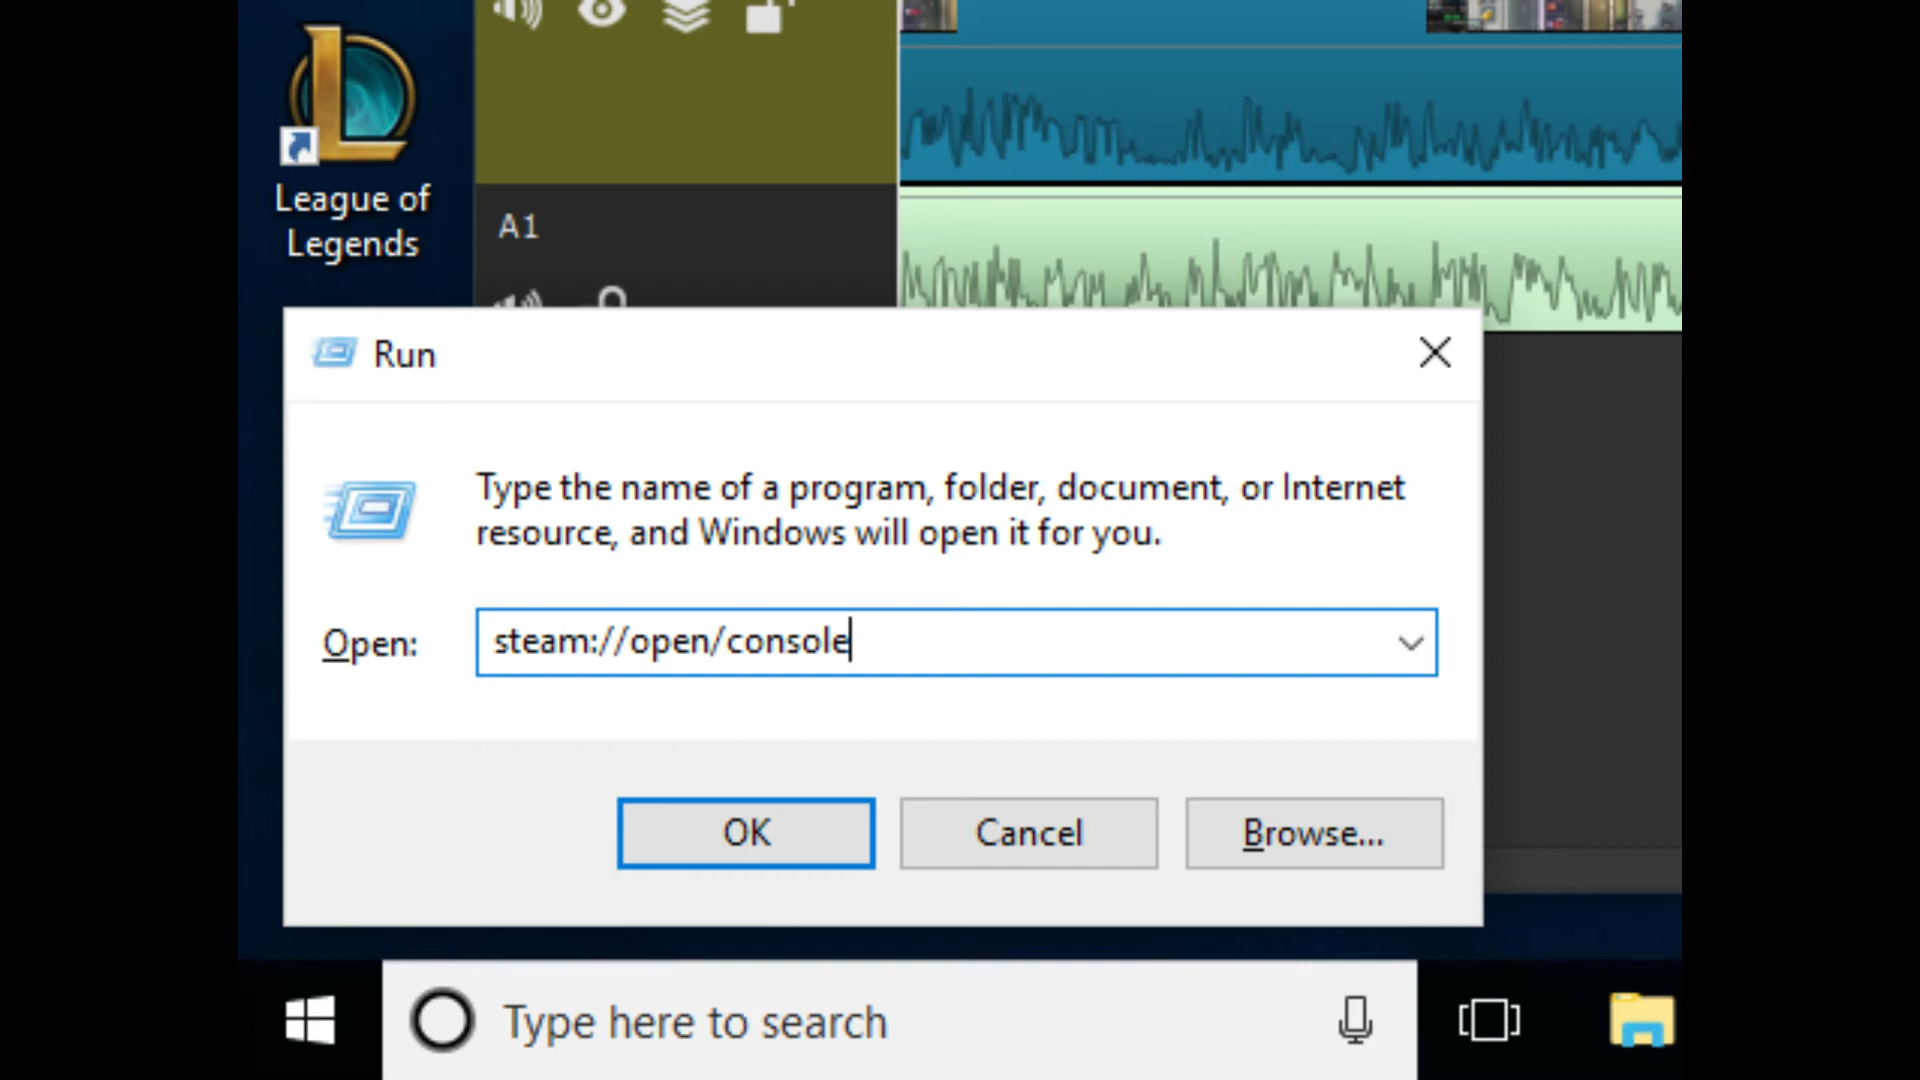 League of
Legends
A1
Run
Type the name of a program, folder, document, or Internet
resource, and Windows will open it for you.
Open:
steam://open/console
OK
Cancel
Browse...
Type here to search